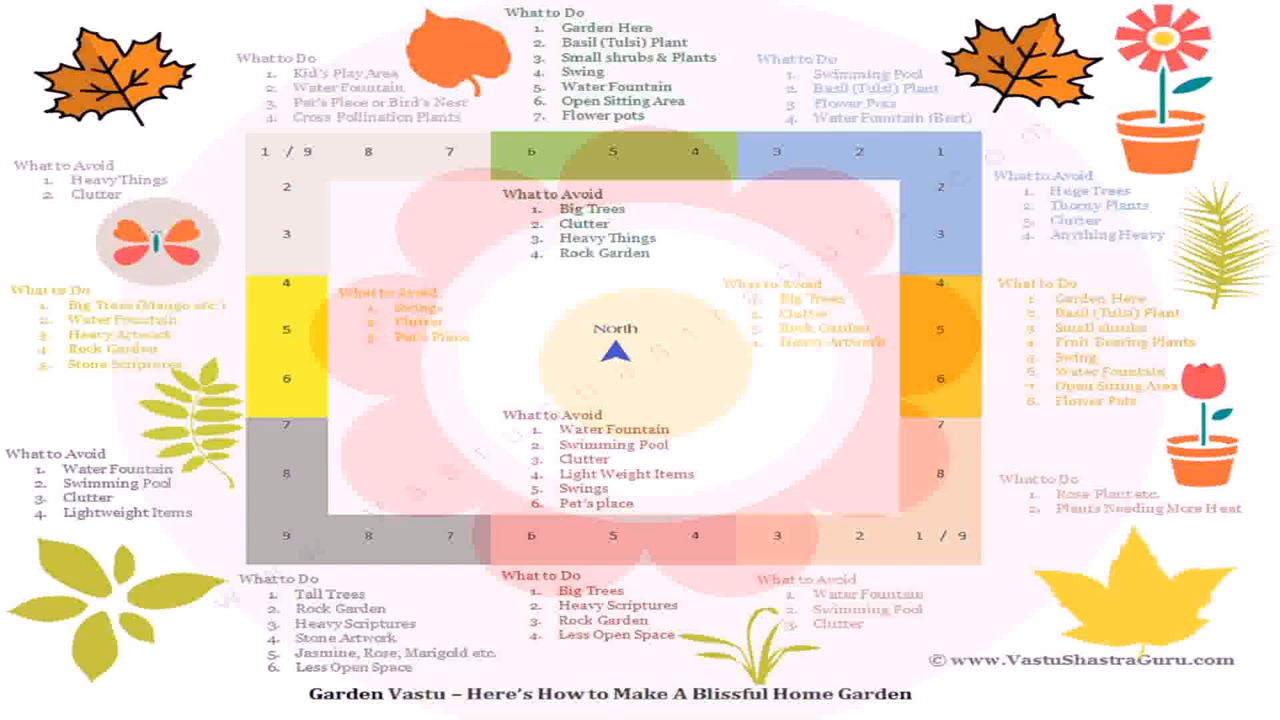 What to Do
1. Garden Here
2. Basil (Tulsi) Plant
3. Small shrubs & Plants
4. Swing
5. Water Fountain
6. Open Sitting Area
7. Flower pots
What to Do
1. Kid's Play Area
2. Water Fountain
3. Pet's Place or Bird's Nest
4. Cross Pollination Plants
What to Do
1. Swimming Pool
2. Basil (Tulsi) Plant
3. Flower Pots
4. Water Fountain (Best)
1 / 9 8 7 6 5 4 3 2 1
What to Avoid
1. Heavy Things
2. Clutter
What to Avoid
1. Big Trees
2. Clutter
3. Heavy Things
4. Rock Garden
What to Avoid
1. Huge Trees
2. Thorny Plants
3. Clutter
4. Anything Heavy
2
3
4
5
6
7
8
2
3
4
5
6
7
8
What to Do
1. Big Trees (Mango etc.)
2. Water Fountain
3. Heavy Artwork
4. Rock Garden
5. Stone Scriptures
What to Avoid
1. Swings
2. Clutter
3. Pet's Place
What to Avoid
1. Big Trees
2. Clutter
3. Rock Garden
4. Heavy Artwork
What to Do
1. Garden Here
2. Basil (Tulsi) Plant
3. Small shrubs
4. Fruit Bearing Plants
5. Swing
6. Water Fountain
7. Open Sitting Area
8. Flower Pots
North
What to Avoid
1. Water Fountain
2. Swimming Pool
3. Clutter
4. Light Weight Items
5. Swings
6. Pet's place
What to Avoid
1. Water Fountain
2. Swimming Pool
3. Clutter
4. Lightweight Items
What to Do
1. Rose Plant etc.
2. Plants Needing More Heat
9 8 7 6 5 4 3 2 1 / 9
What to Do
1. Tall Trees
2. Rock Garden
3. Heavy Scriptures
4. Stone Artwork
5. Jasmine, Rose, Marigold etc.
6. Less Open Space
What to Do
1. Big Trees
2. Heavy Scriptures
3. Rock Garden
4. Less Open Space
What to Avoid
1. Water Fountain
2. Swimming Pool
3. Clutter
© www.VastuShastraGuru.com
Garden Vastu – Here's How to Make A Blissful Home Garden